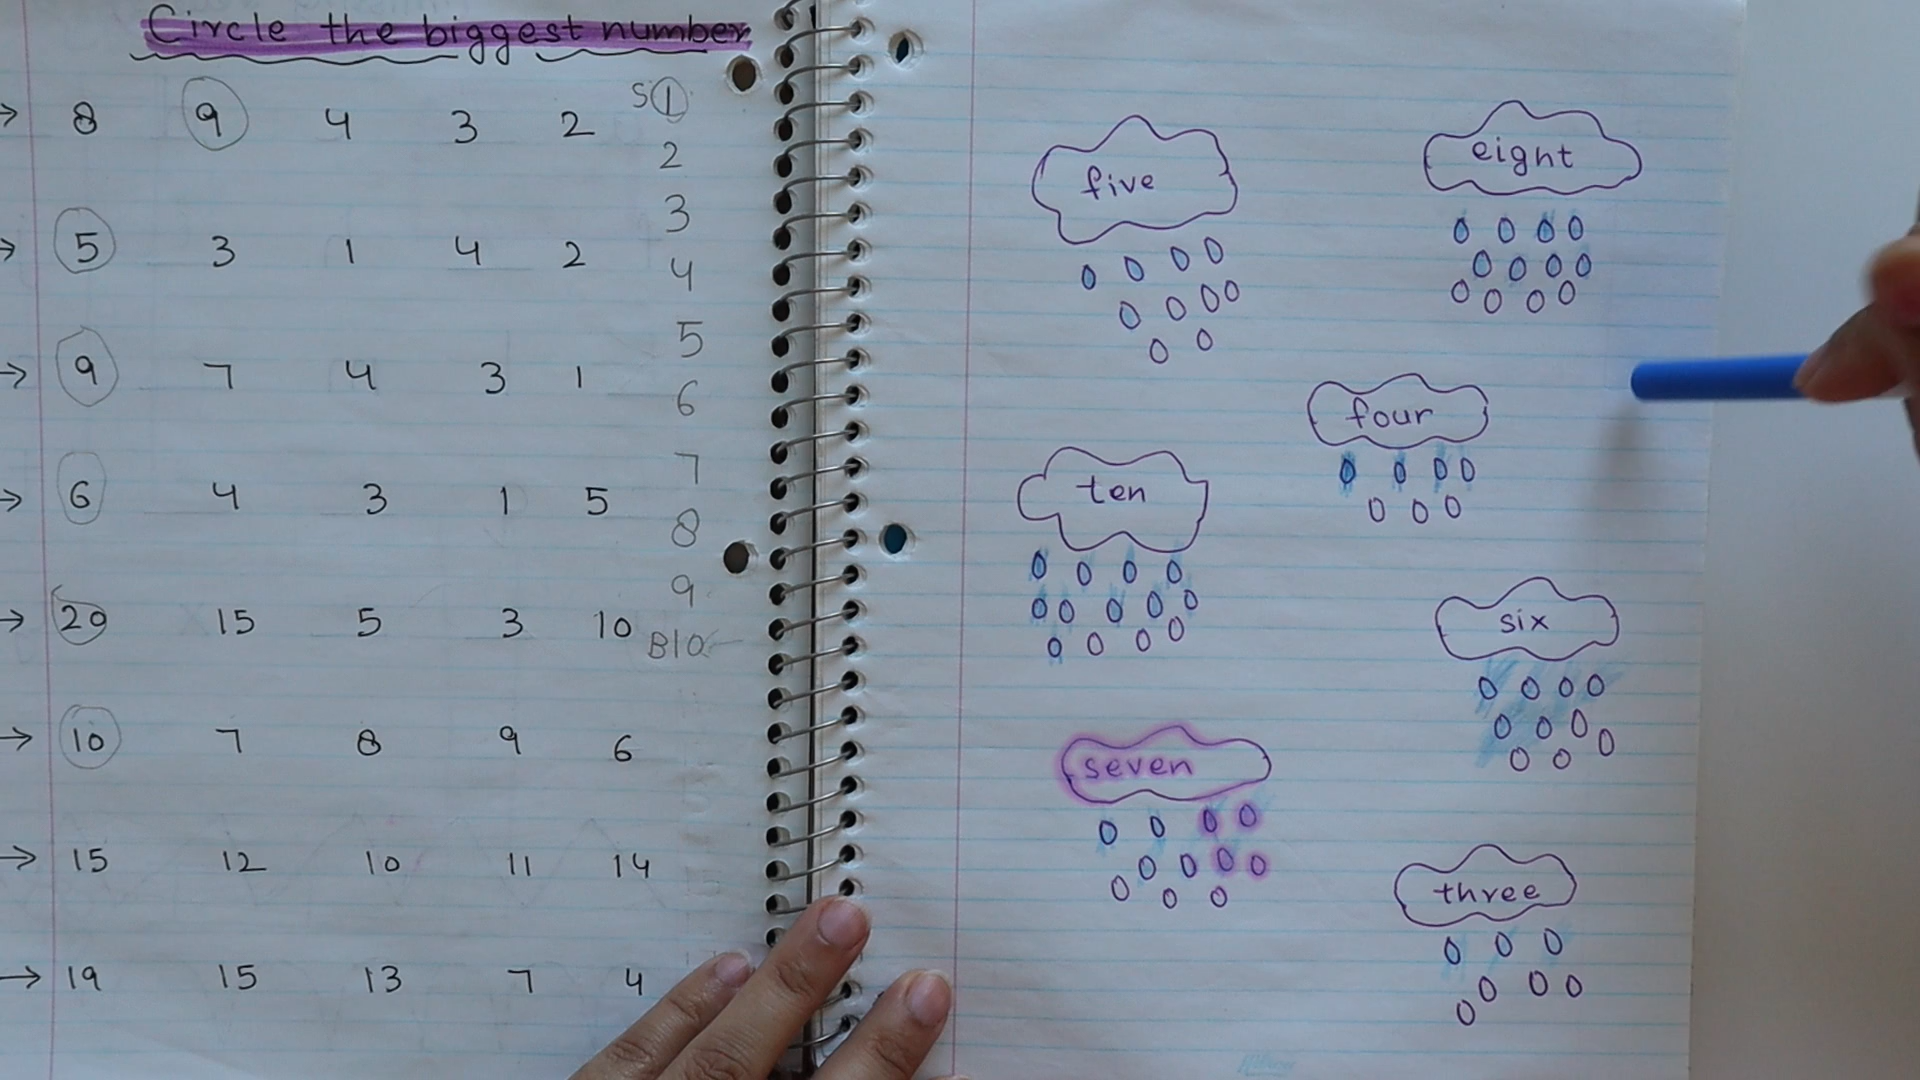 Circle the biggest number
8 9 4 3 2
5 3 1 4 2
9 7 4 3 1
6 4 3 1 5
20 15 5 3 10
10 7 8 9 6
15 12 10 11 14
19 15 13 7 4
S 1
2
3
4
5
6
7
8
9
B10
five
eight
four
ten
six
seven
three